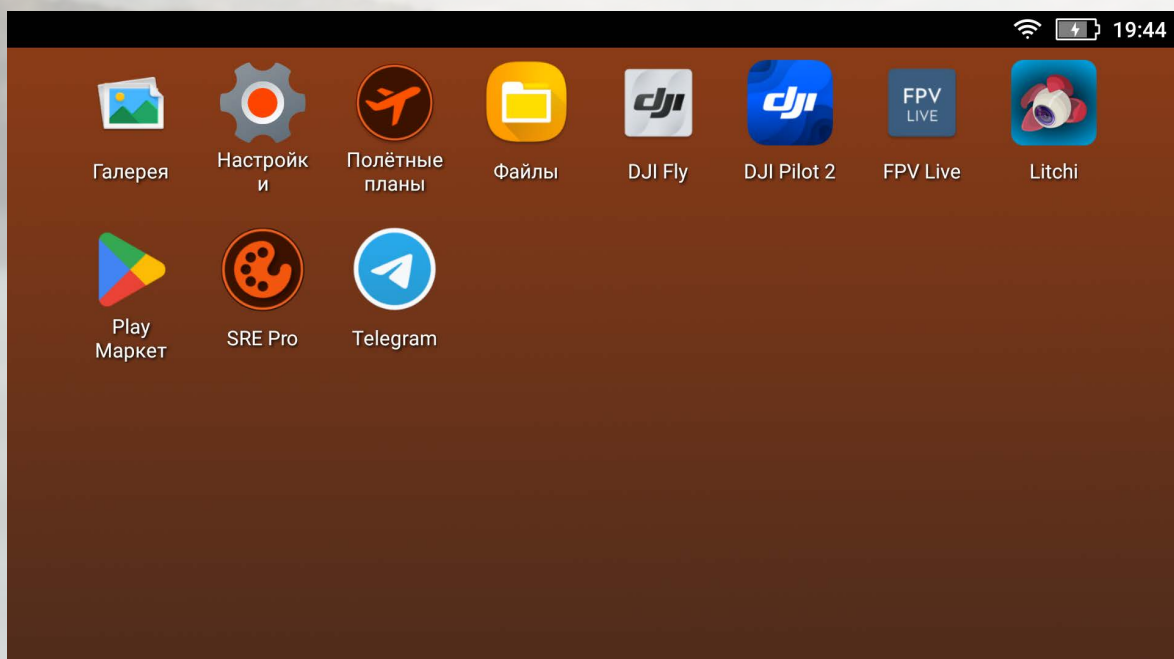 19:44
dji
dji
FPV
LIVE
Галерея
Настройк
и
Полётные
планы
Файлы
DJI Fly
DJI Pilot 2
FPV Live
Litchi
Play
Маркет
SRE Pro
Telegram